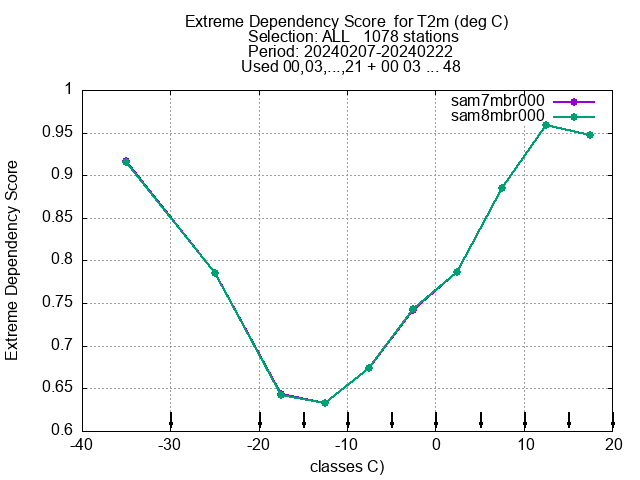 Extreme Dependency Score  for T2m (deg C)
Selection: ALL   1078 stations
Period: 20240207-20240222
Used 00,03,...,21 + 00 03 ... 48
sam7mbr000
sam8mbr000
Extreme Dependency Score
1
0.95
0.9
0.85
0.8
0.75
0.7
0.65
0.6
-40 -30 -20 -10 0 10 20
classes C)